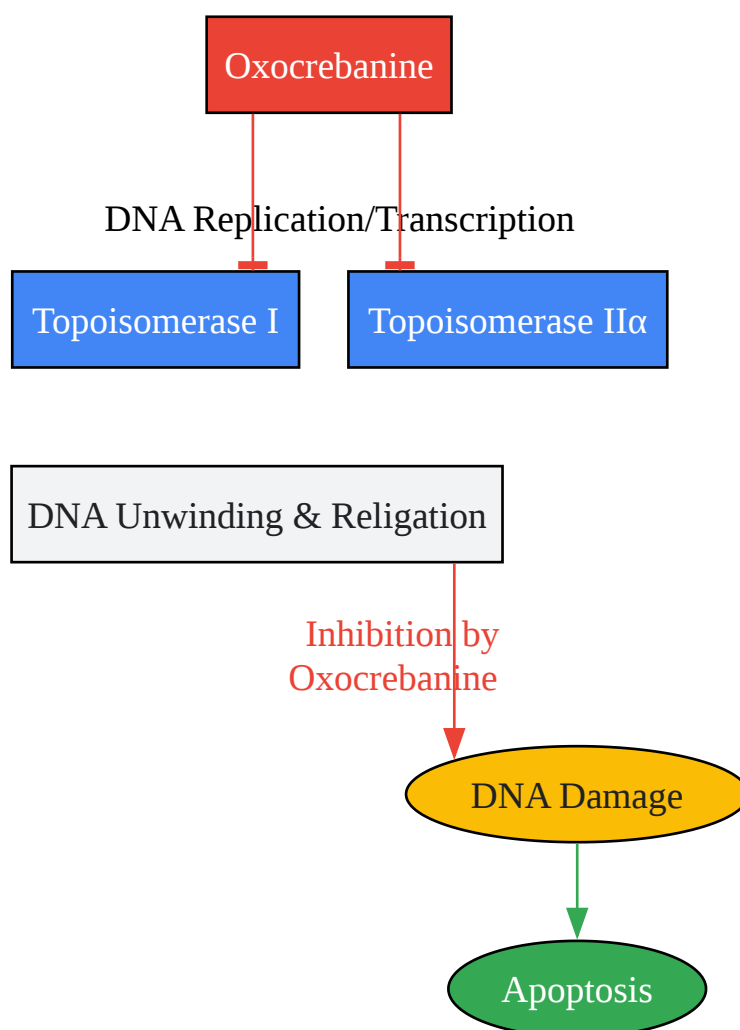 Oxocrebanine
DNA Replication/Transcription
Topoisomerase I
Topoisomerase IIα
DNA Unwinding & Religation
Inhibition by
Oxocrebanine
DNA Damage
Apoptosis